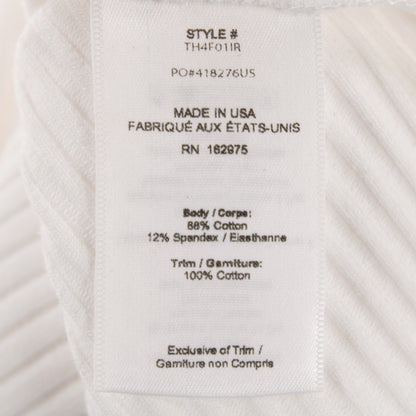 STYLE #
TH4F01IR
PO#418276US
MADE IN USA
FABRIQUÉ AUX ÉTATS-UNIS
RN 162975
Body / Corps:
88% Cotton
12% Spandex / Elasthanne
Trim / Garniture:
100% Cotton
Exclusive of Trim /
Garniture non Compris